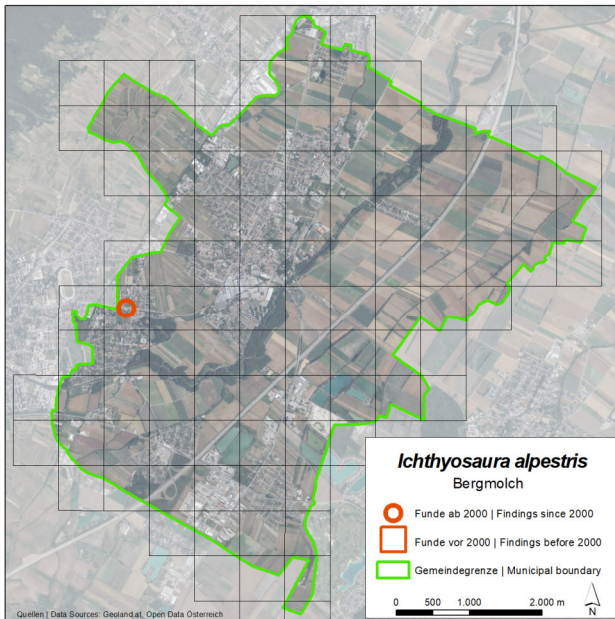 Ichthyosaura alpestris
Bergmolch
Funde ab 2000 | Findings since 2000
Funde vor 2000 | Findings before 2000
Gemeindegrenze | Municipal boundary
0 500 1.000 2.000 m
N
Quellen | Data Sources: Geoland.at, Open Data Österreich